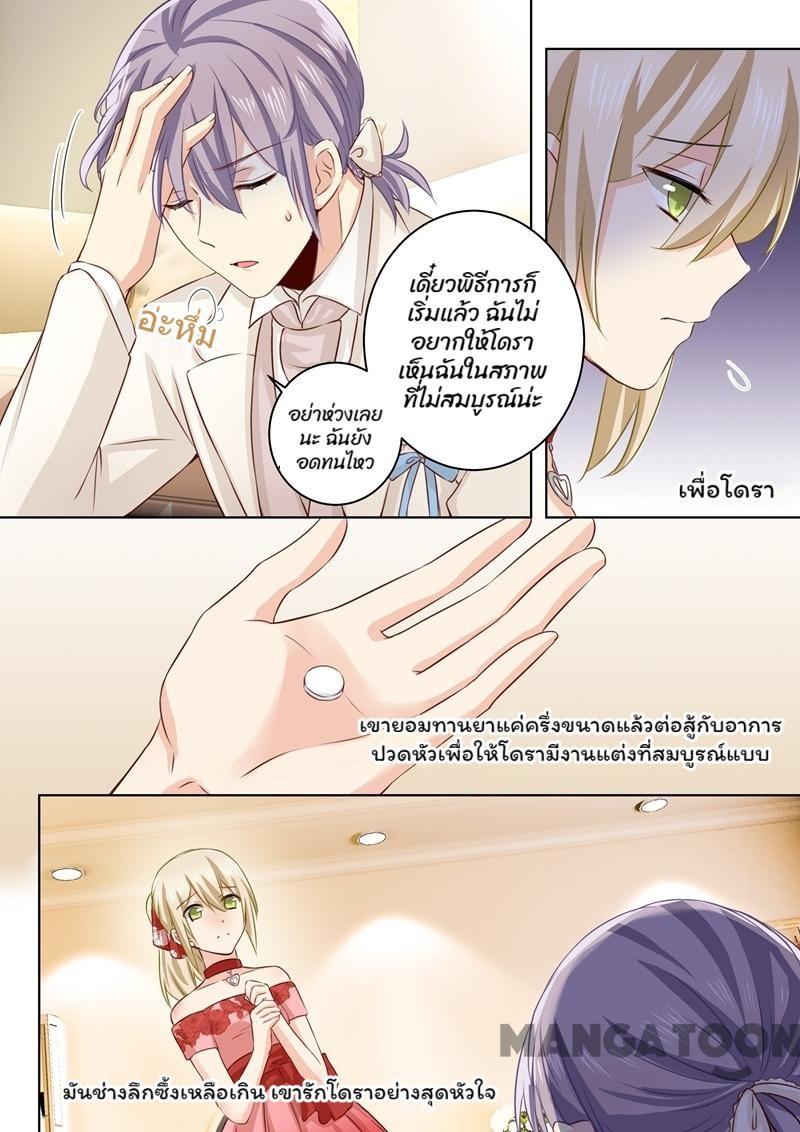 เดี๋ยวพิธีการก็
เริ่มแล้ว ฉันไม่
อยากให้โดรา
เห็นฉันในสภาพ
ที่ไม่สมบูรณ์น่ะ
อย่าห่วงเลย
นะ ฉันยัง
อดทนไหว
อ่ะหึ่ม
เพื่อโดรา
เขายอมทานยาแค่ครึ่งขนาดแล้วต่อสู้กับอาการ
ปวดหัวเพื่อให้โดรามีงานแต่งที่สมบูรณ์แบบ
MANGATOON
มันช่างลึกซึ้งเหลือเกิน เขารักโดราอย่างสุดหัวใจ